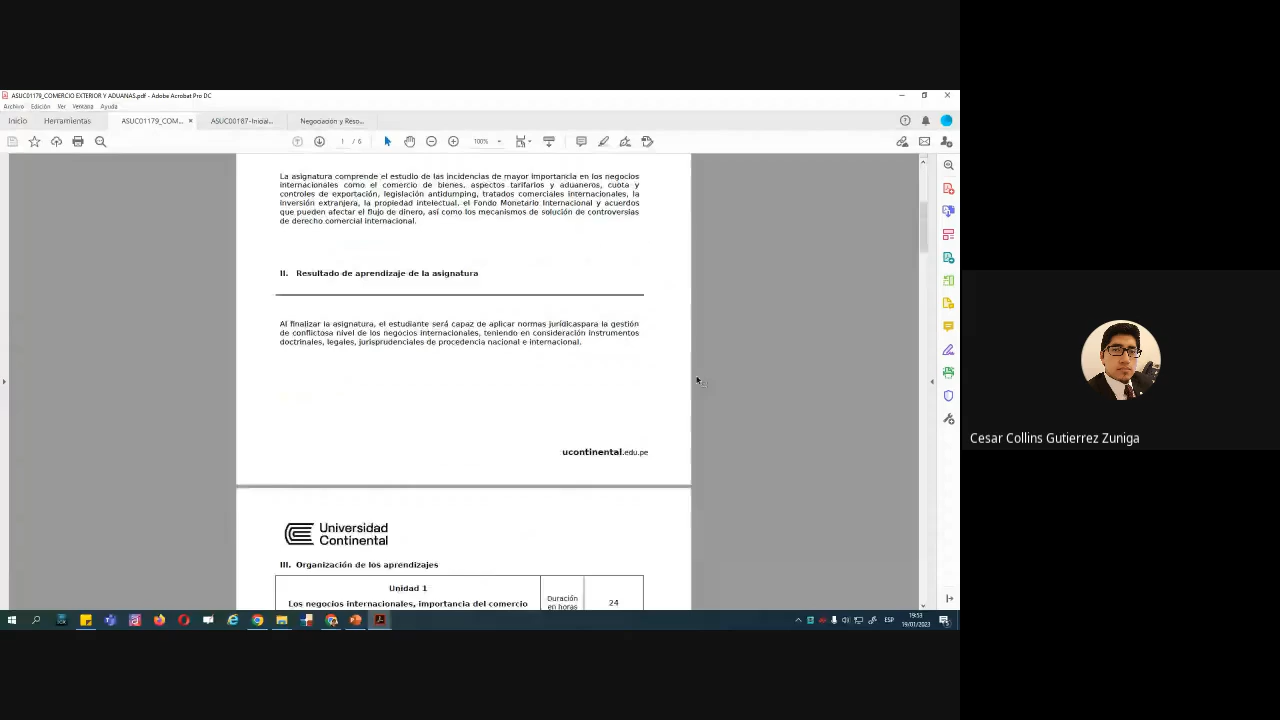 ASUC01179_COMERCIO EXTERIOR Y ADUANAS.pdf - Adobe Acrobat Pro DC
Archivo Edición Ver Ventana Ayuda
Inicio Herramientas ASUC01179_COM... × ASUC00187-Inicial... Negociación y Reso...
1 / 6 100%
La asignatura comprende el estudio de las incidencias de mayor importancia en los negocios
internacionales como el comercio de bienes, aspectos tarifarios y aduaneros, cuota y
controles de exportación, legislación antidumping, tratados comerciales internacionales, la
inversión extranjera, la propiedad intelectual, el Fondo Monetario Internacional y acuerdos
que pueden afectar el flujo de dinero, así como los mecanismos de solución de controversias
de derecho comercial internacional.
II. Resultado de aprendizaje de la asignatura
Al finalizar la asignatura, el estudiante será capaz de aplicar normas jurídicaspara la gestión
de conflictosa nivel de los negocios internacionales, teniendo en consideración instrumentos
doctrinales, legales, jurisprudenciales de procedencia nacional e internacional.
ucontinental.edu.pe
Universidad
Continental
III. Organización de los aprendizajes
Unidad 1
Los negocios internacionales, importancia del comercio
Duración
en horas
24
ESP
19:53
19/01/2023
Cesar Collins Gutierrez Zuniga